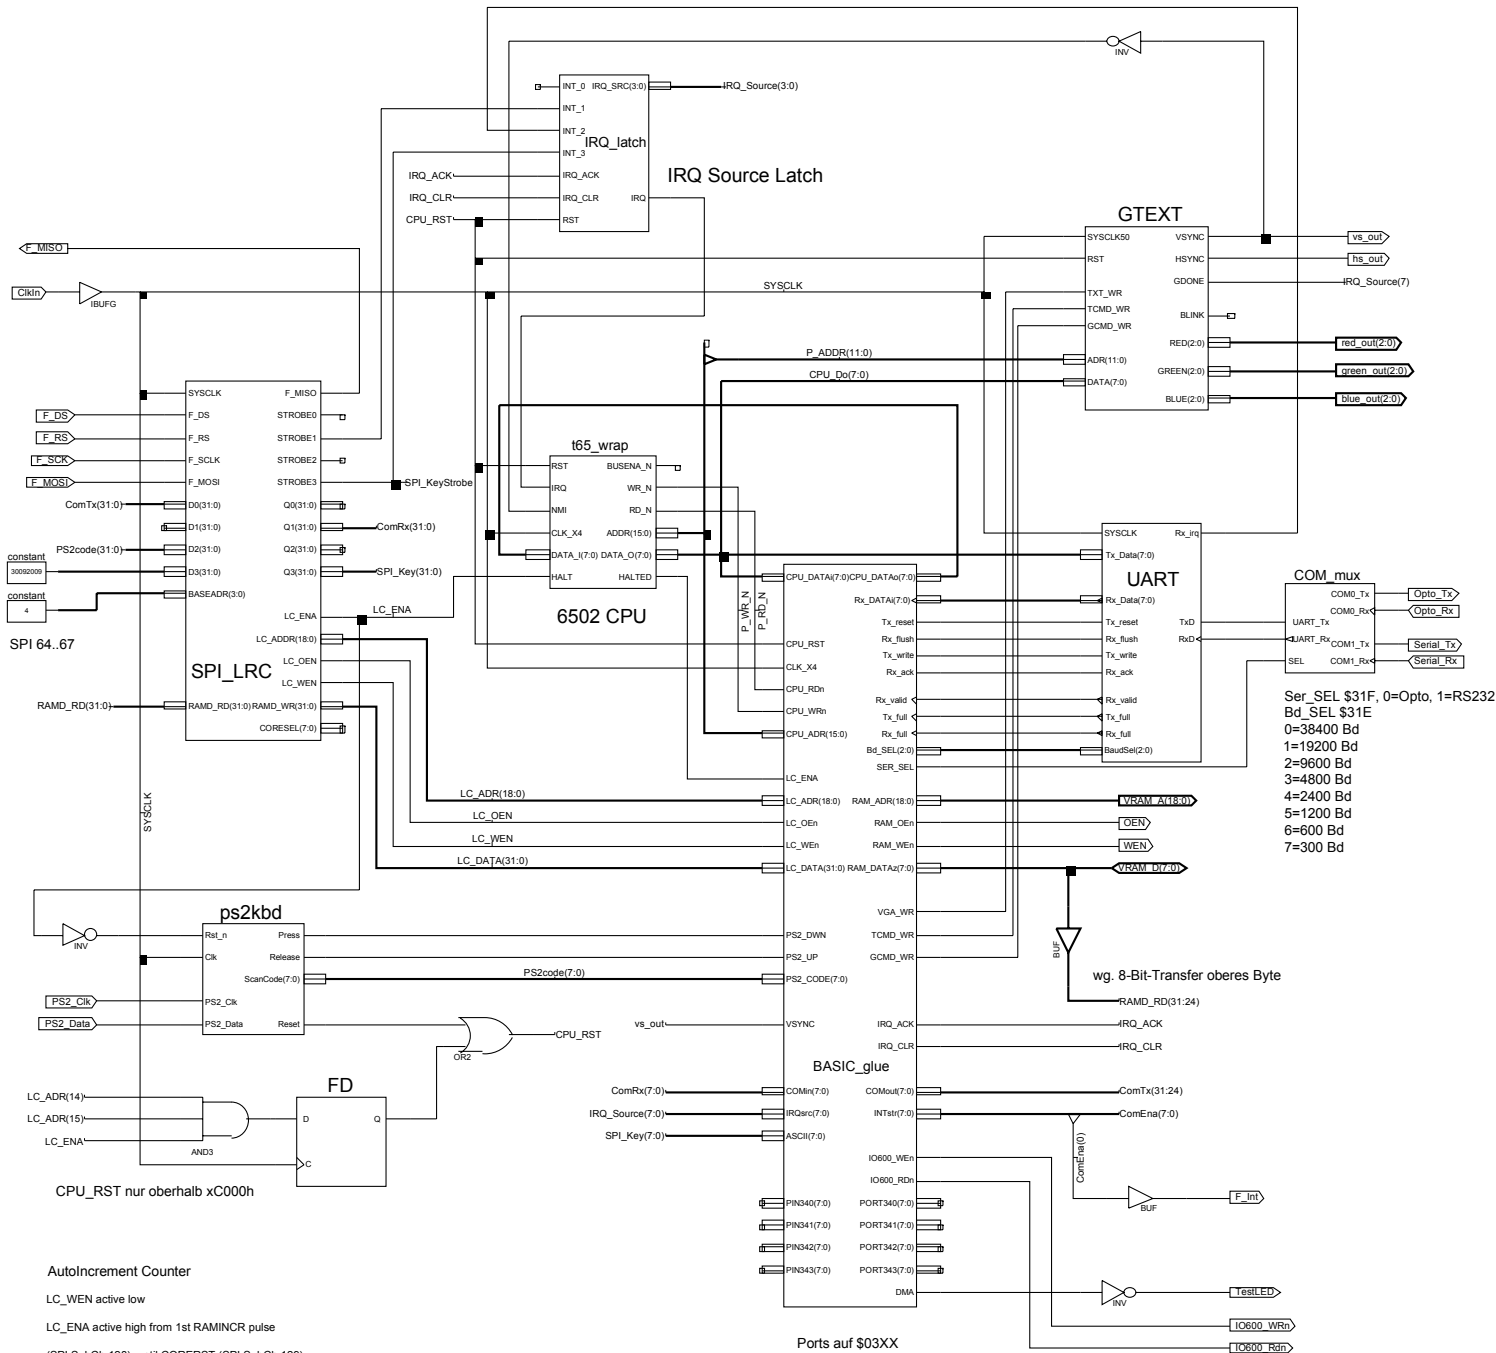 INV
INT_0 IRQ_SRC(3:0)
IRQ_Source(3:0)
INT_1
INT_2
IRQ_latch
INT_3
IRQ_ACK
IRQ_ACK
IRQ_CLR
IRQ_CLR
IRQ
CPU_RST
RST
IRQ Source Latch
GTEXT
SYSCLK50
VSYNC
vs_out
RST
HSYNC
hs_out
GDONE
IRQ_Source(7)
TXT_WR
TCMD_WR
GCMD_WR
BLINK
RED(2:0)
red_out(2:0)
ADR(11:0)
GREEN(2:0)
green_out(2:0)
DATA(7:0)
BLUE(2:0)
blue_out(2:0)
F_MISO
ClkIn
IBUFG
SYSCLK
P_ADDR(11:0)
CPU_Do(7:0)
SYSCLK
F_MISO
F_DS
F_DS
STROBE0
F_RS
F_RS
STROBE1
F_SCK
F_SCLK
STROBE2
F_MOSI
F_MOSI
STROBE3
SPI_KeyStrobe
ComTx(31:0)
D0(31:0)
Q0(31:0)
D1(31:0)
Q1(31:0)
ComRx(31:0)
PS2code(31:0)
D2(31:0)
Q2(31:0)
constant
30092009
D3(31:0)
Q3(31:0)
SPI_Key(31:0)
constant
4
BASEADR(3:0)
LC_ENA
LC_ENA
SPI 64..67
LC_ADDR(18:0)
LC_OEN
SPI_LRC
LC_WEN
RAMD_RD(31:0)
RAMD_RD(31:0) RAMD_WR(31:0)
CORESEL(7:0)
t65_wrap
RST
BUSENA_N
IRQ
WR_N
NMI
RD_N
CLK_X4
ADDR(15:0)
DATA_I(7:0) DATA_O(7:0)
HALT
HALTED
6502 CPU
P_WR_N
P_RD_N
SYSCLK
Rx_irq
Tx_Data(7:0)
UART
Rx_Data(7:0)
Tx_reset
TxD
Rx_flush
RxD
Tx_write
Rx_ack
Rx_valid
Tx_full
Rx_full
BaudSel(2:0)
COM_mux
COM0_Tx
Opto_Tx
COM0_Rx
Opto_Rx
UART_Tx
UART_Rx
COM1_Tx
Serial_Tx
SEL
COM1_Rx
Serial_Rx
Ser_SEL $31F, 0=Opto, 1=RS232
Bd_SEL $31E
0=38400 Bd
1=19200 Bd
2=9600 Bd
3=4800 Bd
4=2400 Bd
5=1200 Bd
6=600 Bd
7=300 Bd
CPU_DATAi(7:0)CPU_DATAo(7:0)
Rx_DATAi(7:0)
Tx_reset
CPU_RST
Rx_flush
Tx_write
CLK_X4
Rx_ack
CPU_RDn
Rx_valid
CPU_WRn
Tx_full
CPU_ADR(15:0)
Rx_full
Bd_SEL(2:0)
SER_SEL
LC_ENA
LC_ADR(18:0)
LC_ADR(18:0)
RAM_ADR(18:0)
VRAM_A(18:0)
LC_OEN
LC_OEn
RAM_OEn
OEN
LC_WEN
LC_WEn
RAM_WEn
WEN
LC_DATA(31:0)
LC_DATA(31:0) RAM_DATAz(7:0)
VRAM_D(7:0)
SYSCLK
VGA_WR
PS2_DWN
TCMD_WR
PS2_UP
GCMD_WR
PS2_CODE(7:0)
BUF
wg. 8-Bit-Transfer oberes Byte
RAMD_RD(31:24)
ps2kbd
INV
Rst_n
Press
Clk
Release
ScanCode(7:0)
PS2code(7:0)
PS2_Clk
PS2_Clk
PS2_Data
PS2_Data
Reset
OR2
CPU_RST
vs_out
VSYNC
IRQ_ACK
IRQ_ACK
IRQ_CLR
IRQ_CLR
BASIC_glue
FD
LC_ADR(14)
LC_ADR(15)
LC_ENA
AND3
D
Q
C
CPU_RST nur oberhalb xC000h
ComRx(7:0)
COMin(7:0)
COMout(7:0)
ComTx(31:24)
IRQ_Source(7:0)
IRQsrc(7:0)
INTstr(7:0)
ComEna(7:0)
SPI_Key(7:0)
ASCII(7:0)
ComEna(0)
IO600_WEn
IO600_RDn
BUF
F_Int
PIN340(7:0)
PORT340(7:0)
PIN341(7:0)
PORT341(7:0)
PIN342(7:0)
PORT342(7:0)
PIN343(7:0)
PORT343(7:0)
DMA
INV
TestLED
IO600_WRn
IO600_Rdn
Ports auf $03XX
AutoIncrement Counter
LC_WEN active low
LC_ENA active high from 1st RAMINCR pulse